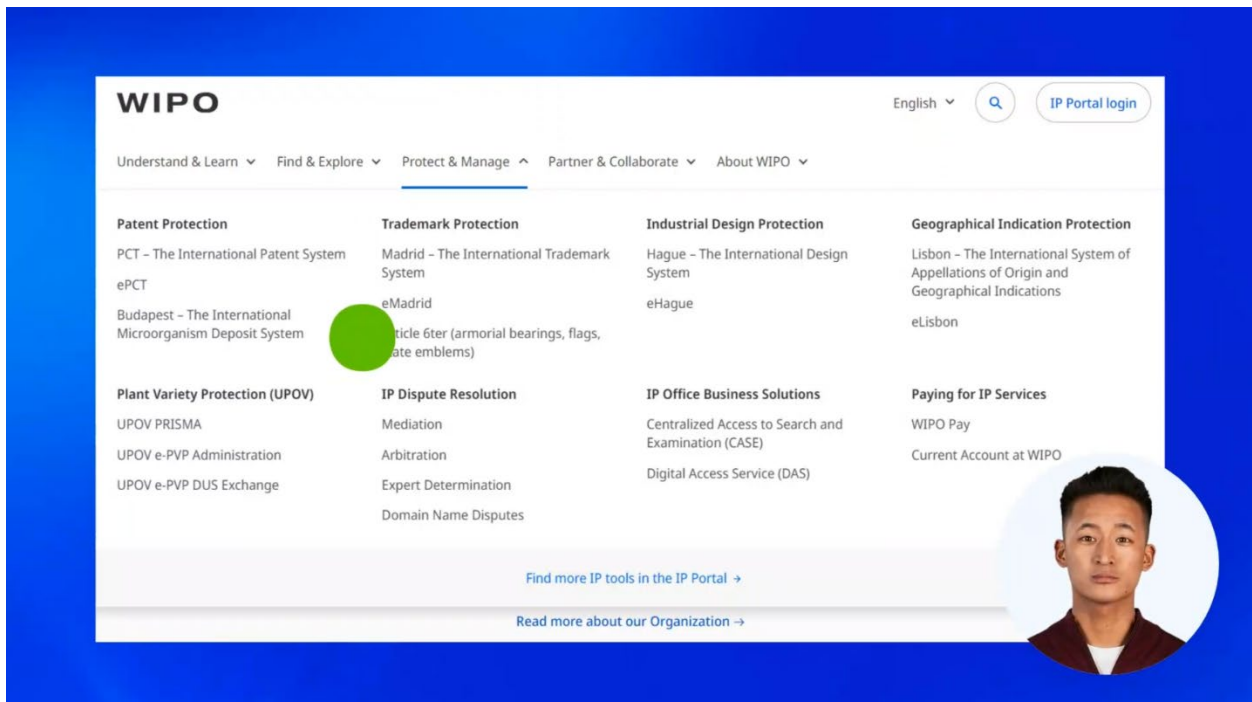 WIPO
English
IP Portal login
Understand & Learn
Find & Explore
Protect & Manage
Partner & Collaborate
About WIPO
Patent Protection
PCT – The International Patent System
ePCT
Budapest – The International
Microorganism Deposit System
Trademark Protection
Madrid – The International Trademark
System
eMadrid
6ter (armorial bearings, flags,
emblems)
Industrial Design Protection
Hague – The International Design
System
eHague
Geographical Indication Protection
Lisbon – The International System of
Appellations of Origin and
Geographical Indications
eLisbon
Plant Variety Protection (UPOV)
UPOV PRISMA
UPOV e-PVP Administration
UPOV e-PVP DUS Exchange
IP Dispute Resolution
Mediation
Arbitration
Expert Determination
Domain Name Disputes
IP Office Business Solutions
Centralized Access to Search and
Examination (CASE)
Digital Access Service (DAS)
Paying for IP Services
WIPO Pay
Current Account at WIPO
Find more IP tools in the IP Portal →
Read more about our Organization →